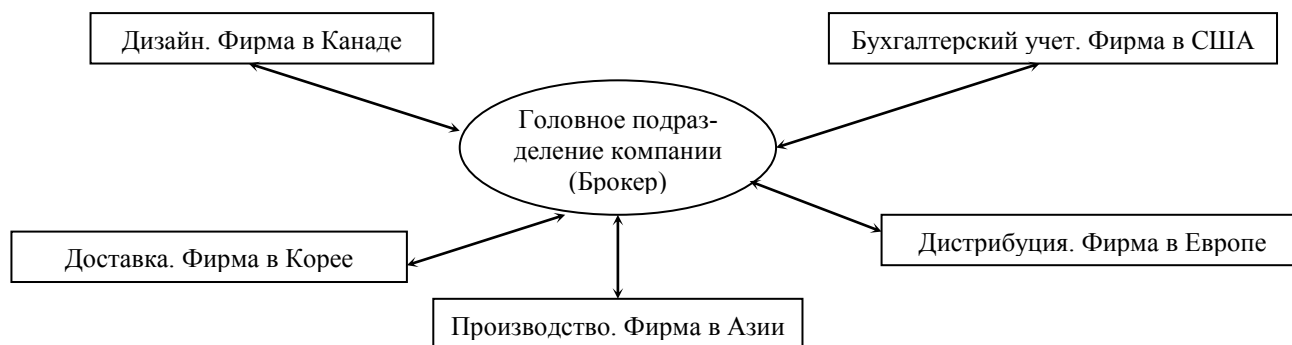 Дизайн. Фирма в Канаде
Бухгалтерский учет. Фирма в США
Головное подраз-
деление компании
(Брокер)
Доставка. Фирма в Корее
Дистрибуция. Фирма в Европе
Производство. Фирма в Азии